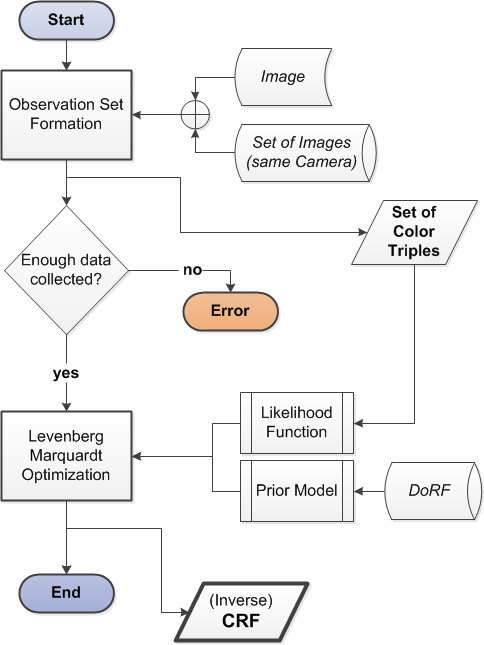 Start
Observation Set
Formation
Image
Set of Images
(same Camera)
Set of
Color
Triples
Enough data
collected?
no
Error
yes
Levenberg
Marquardt
Optimization
Likelihood
Function
Prior Model
DoRF
End
(Inverse)
CRF